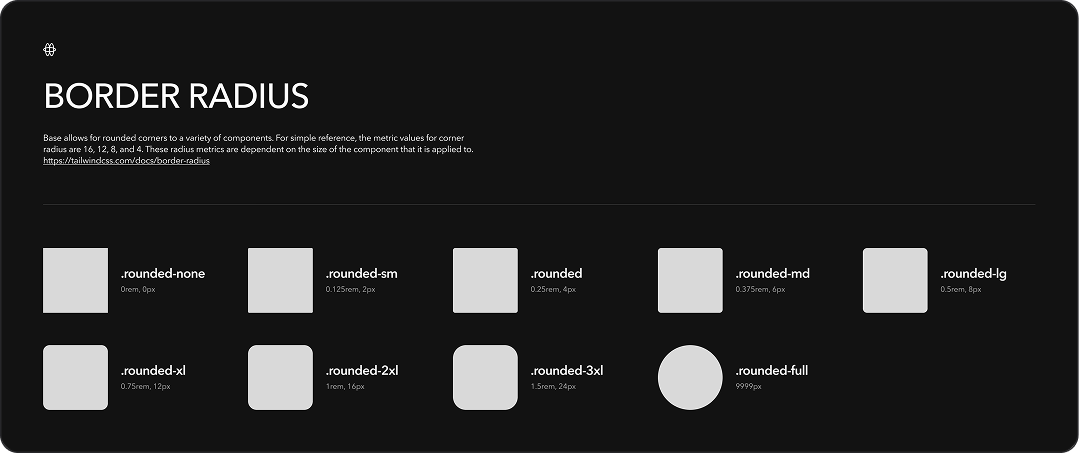 BORDER RADIUS
Base allows for rounded corners to a variety of components. For simple reference, the metric values for corner
radius are 16, 12, 8, and 4. These radius metrics are dependent on the size of the component that it is applied to.
https://tailwindcss.com/docs/border-radius
.rounded-none
0rem, 0px
.rounded-sm
0.125rem, 2px
.rounded
0.25rem, 4px
.rounded-md
0.375rem, 6px
.rounded-lg
0.5rem, 8px
.rounded-xl
0.75rem, 12px
.rounded-2xl
1rem, 16px
.rounded-3xl
1.5rem, 24px
.rounded-full
9999px